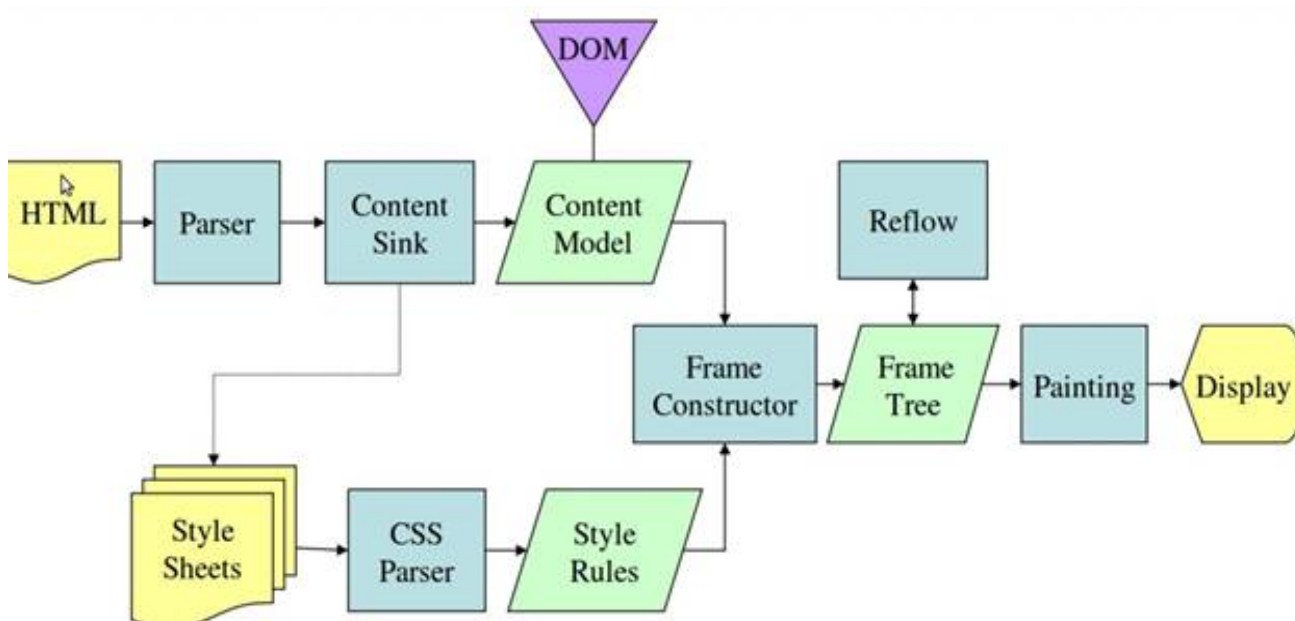 DOM
HTML
Parser
Content
Sink
Content
Model
Reflow
Frame
Constructor
Frame
Tree
Painting
Display
Style
Sheets
CSS
Parser
Style
Rules